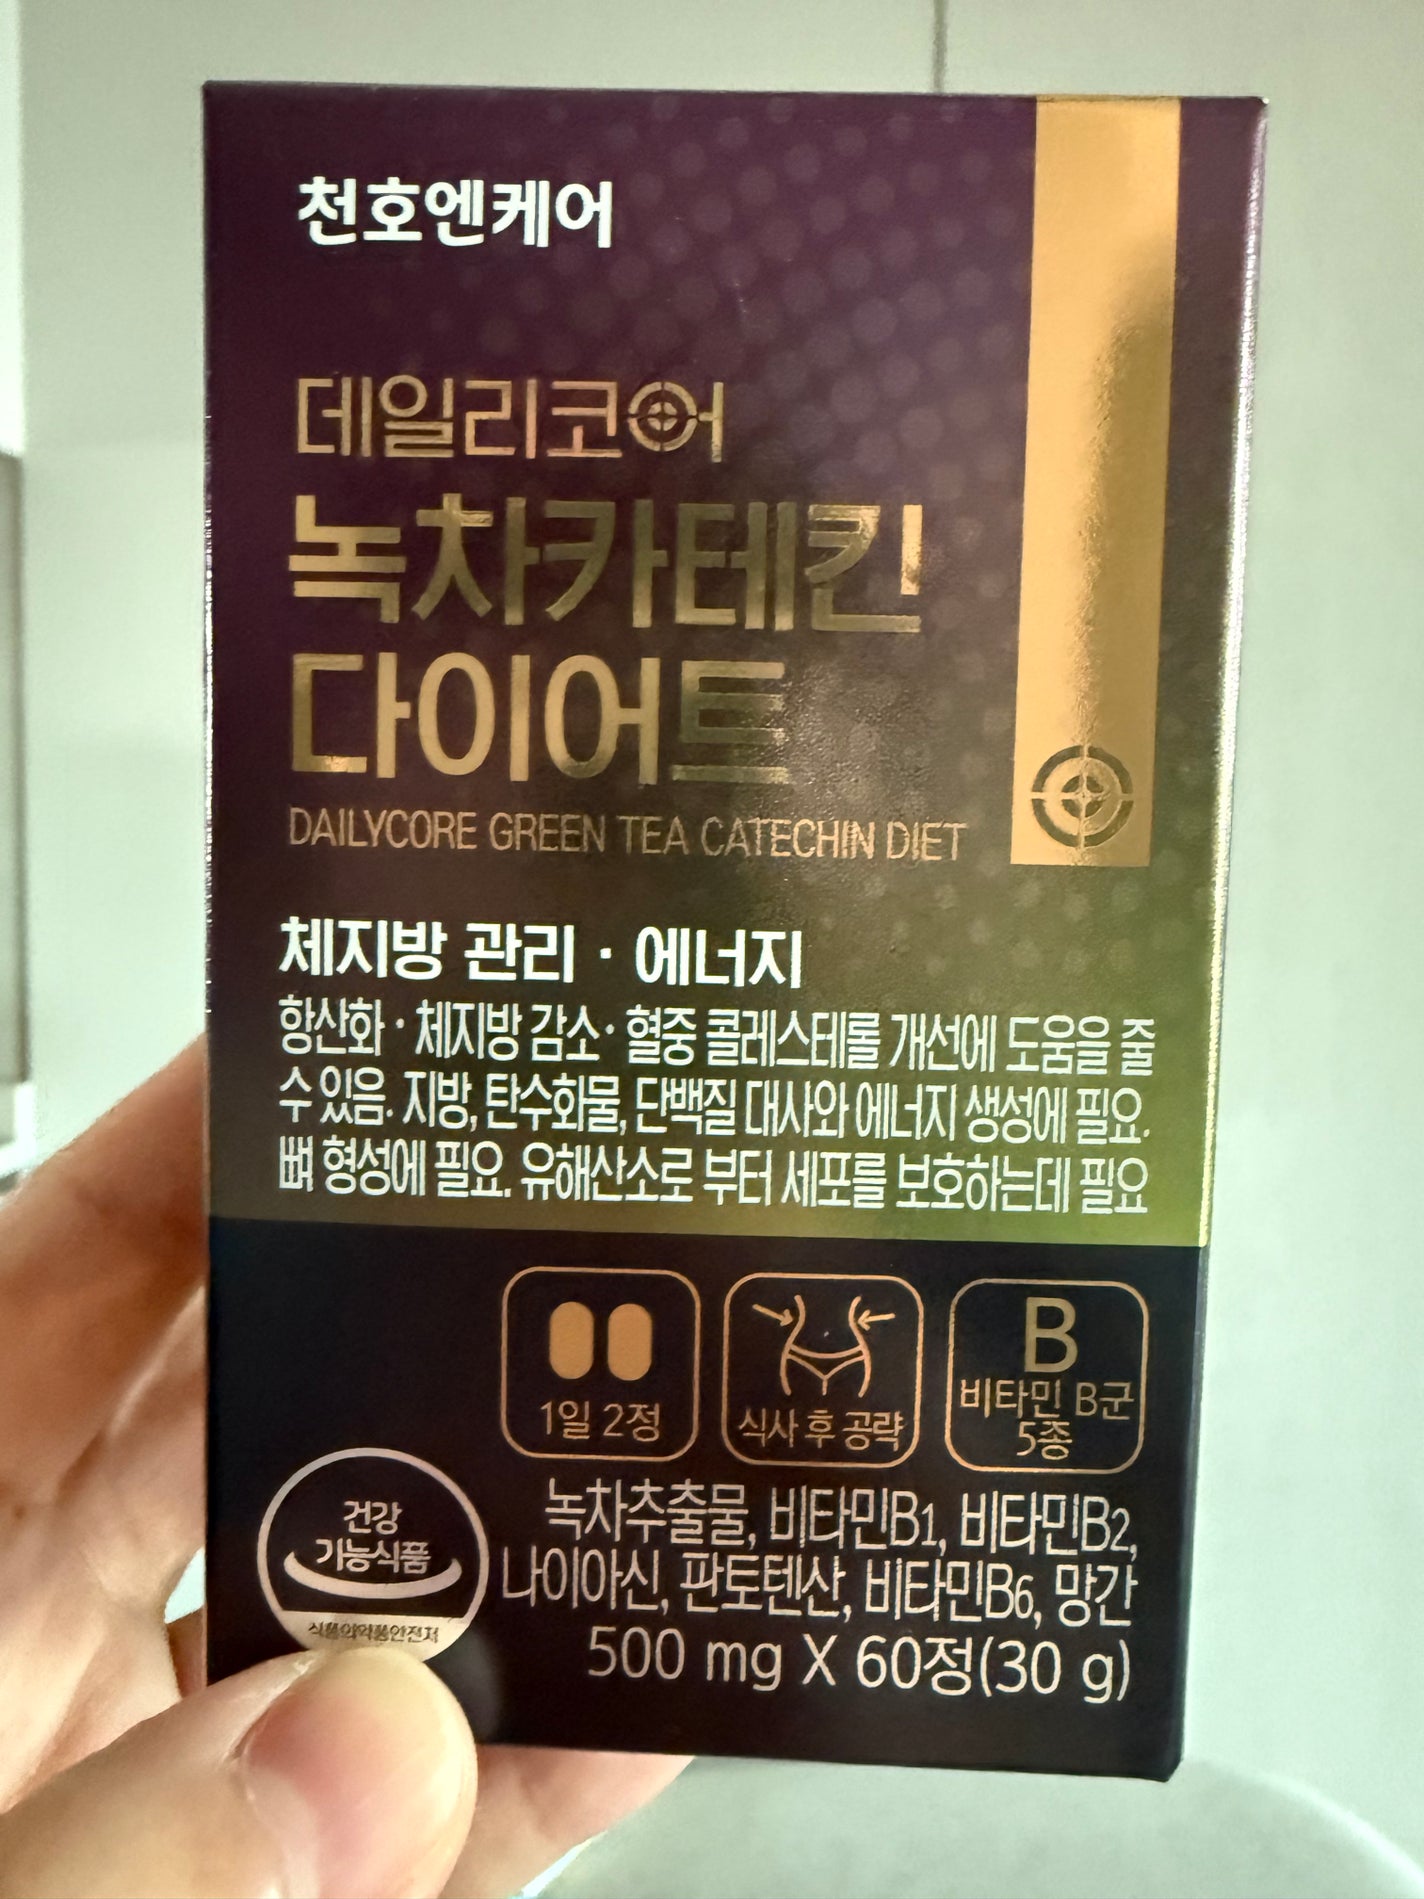 천호엔케어
데일리코어
녹차카테킨
다이어트
DAILYCORE GREEN TEA CATECHIN DIET
체지방 관리 · 에너지
항산화 · 체지방 감소 · 혈중 콜레스테롤 개선에 도움을 줄
수 있음. 지방, 탄수화물, 단백질 대사와 에너지 생성에 필요.
뼈 형성에 필요. 유해산소로 부터 세포를 보호하는데 필요
1일 2정
식사 후 공략
B
비타민 B군
5종
건강
기능식품
식품의약품안전처
녹차추출물, 비타민B1, 비타민B2,
나이아신, 판토텐산, 비타민B6, 망간
500 mg X 60정(30 g)